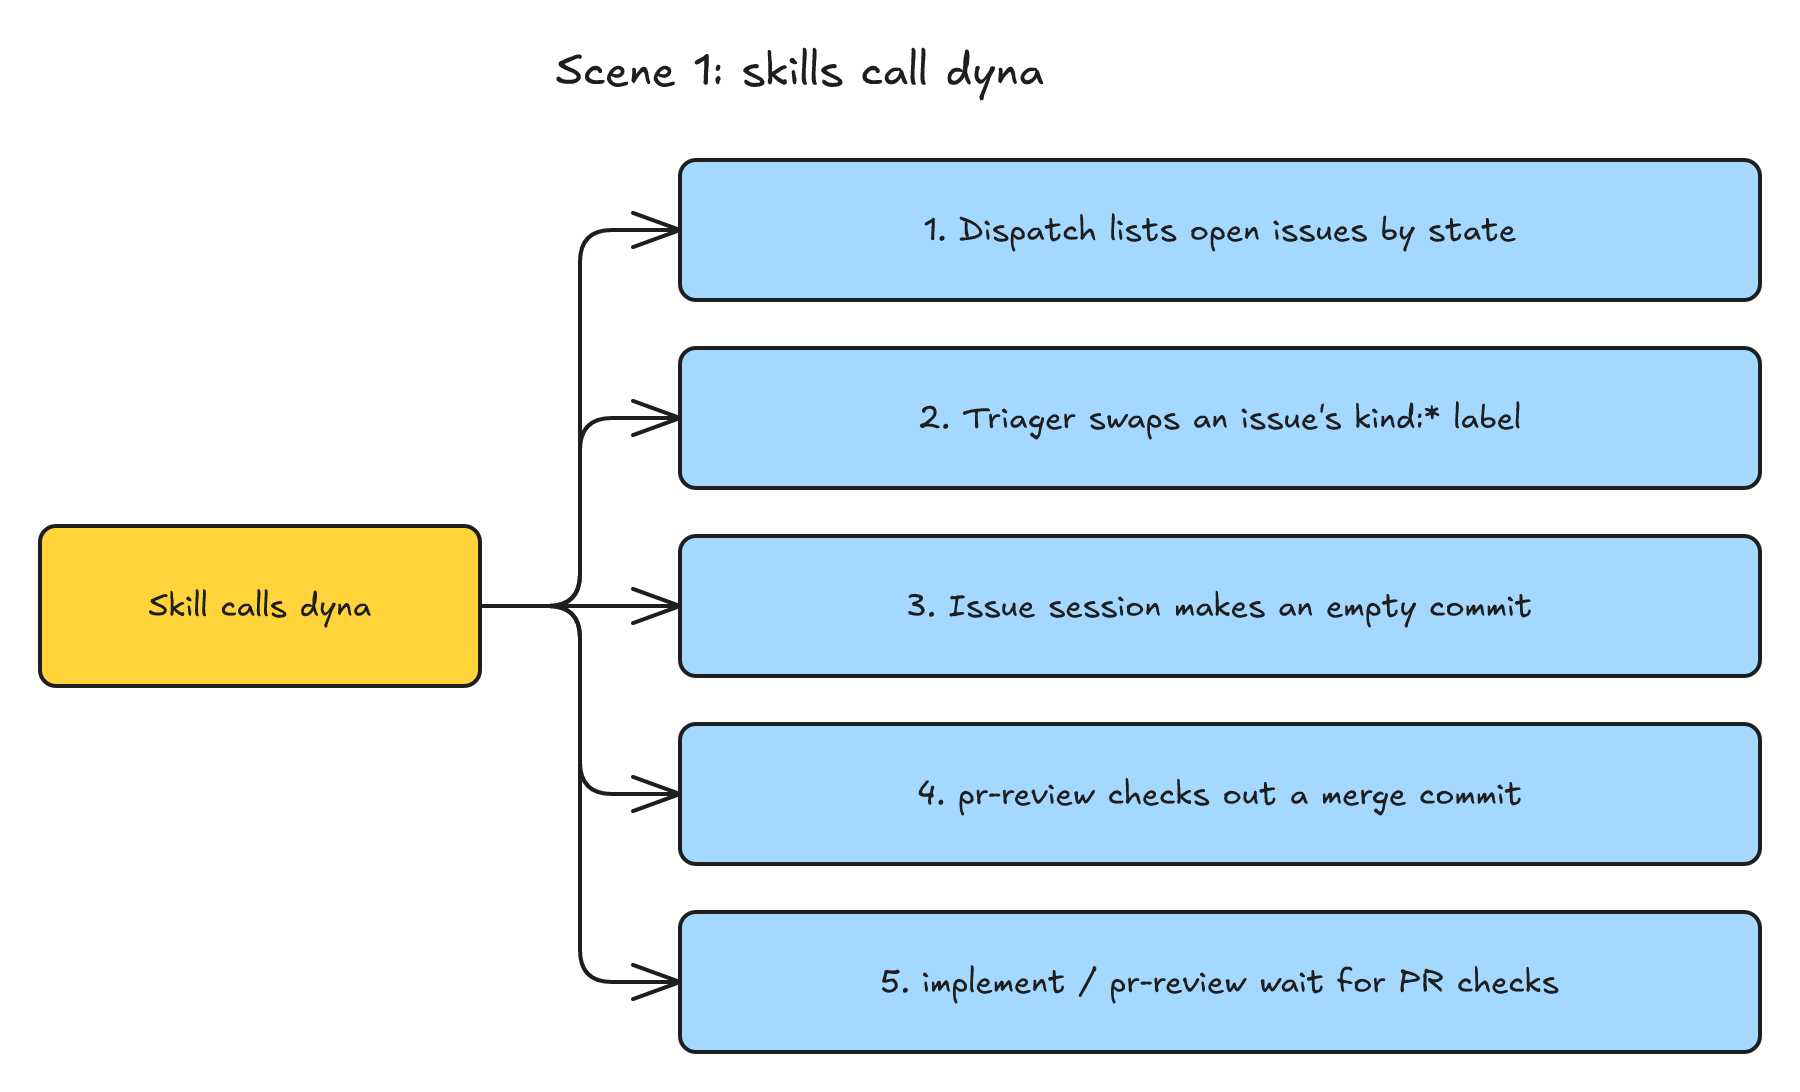 Scene 1: skills call dyna
1. Dispatch lists open issues by state
2. Triager swaps an issue's kind:* label
Skill calls dyna
3. Issue session makes an empty commit
4. pr-review checks out a merge commit
5. implement / pr-review wait for PR checks